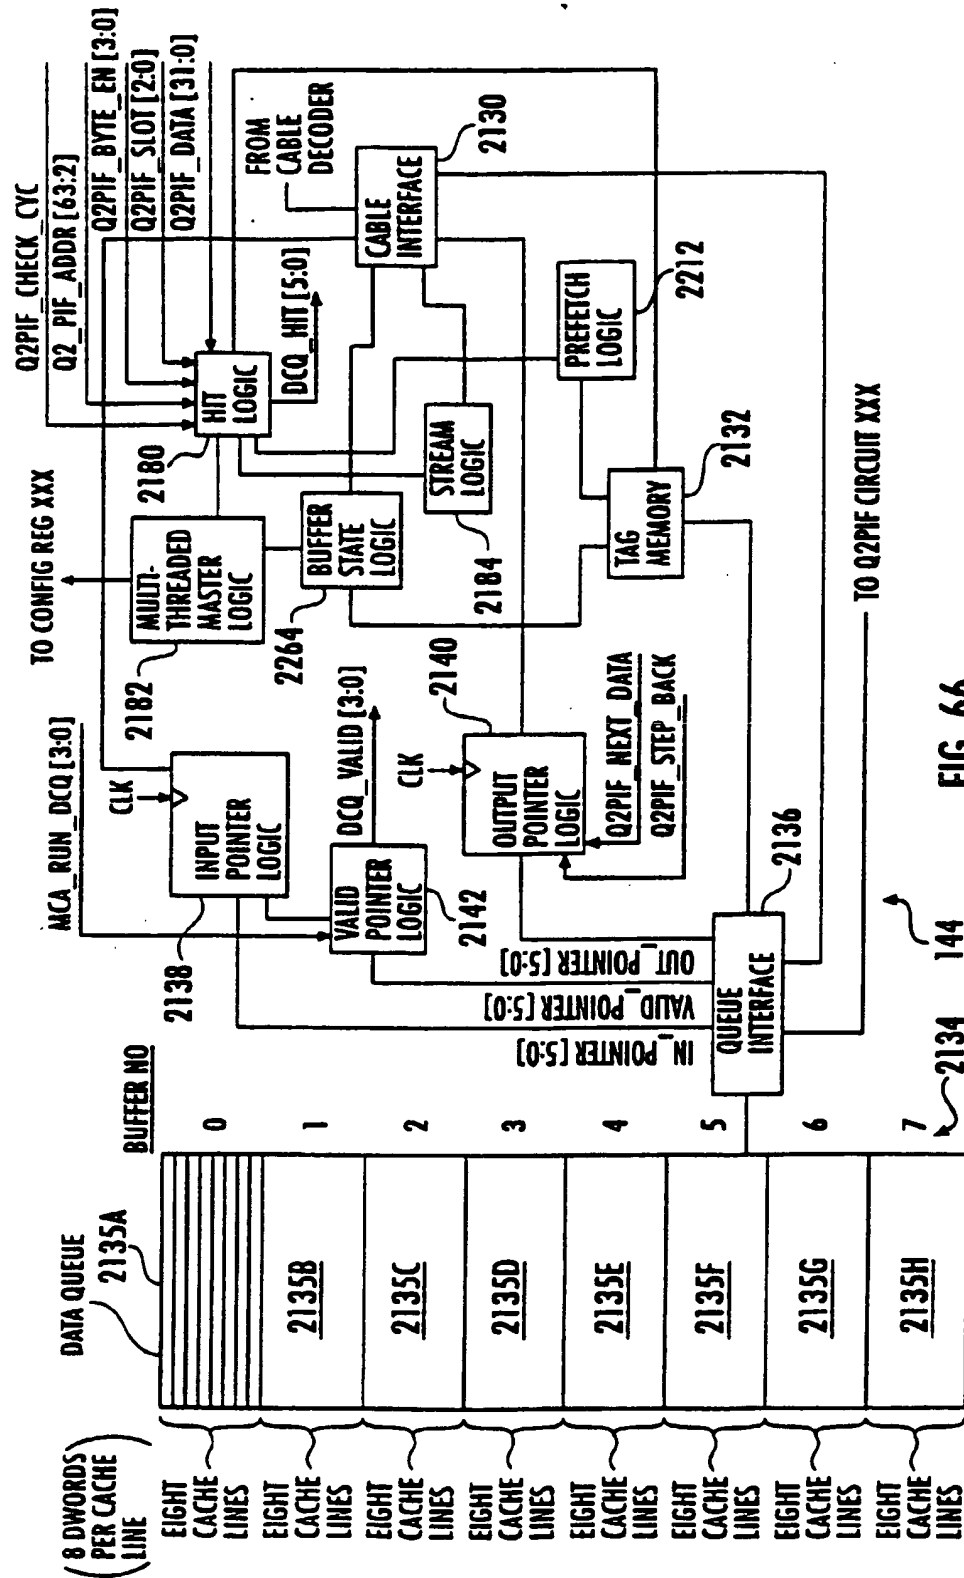 (8 DWORDS
PER CACHE
LINE)
DATA QUEUE
2135A
BUFFER NO
EIGHT
CACHE
LINES
0
EIGHT
CACHE
LINES
2135B
1
EIGHT
CACHE
LINES
2135C
2
EIGHT
CACHE
LINES
2135D
3
EIGHT
CACHE
LINES
2135E
4
EIGHT
CACHE
LINES
2135F
5
EIGHT
CACHE
LINES
2135G
6
EIGHT
CACHE
LINES
2135H
7
2134
144
MCA_RUN_DCQ [3:0]
CLK
INPUT
POINTER
LOGIC
2138
VALID
POINTER
LOGIC
2142
DCQ_VALID [3:0]
CLK
OUTPUT
POINTER
LOGIC
2140
Q2PIF_NEXT_DATA
Q2PIF_STEP_BACK
IN_POINTER [5:0]
VALID_POINTER [5:0]
OUT_POINTER [5:0]
QUEUE
INTERFACE
2136
TO Q2PIF CIRCUIT XXX
TO CONFIG REG XXX
MULTI-
THREADED
MASTER
LOGIC
2182
BUFFER
STATE
LOGIC
2264
Q2PIF_CHECK_CYC
Q2_PIF_ADDR [63:2]
Q2PIF_BYTE_EN [3:0]
Q2PIF_SLOT [2:0]
Q2PIF_DATA [31:0]
HIT
LOGIC
2180
DCQ_HIT [5:0]
STREAM
LOGIC
2184
FROM
CABLE
DECODER
CABLE
INTERFACE
2130
PREFETCH
LOGIC
2212
TAG
MEMORY
2132
FIG. 66